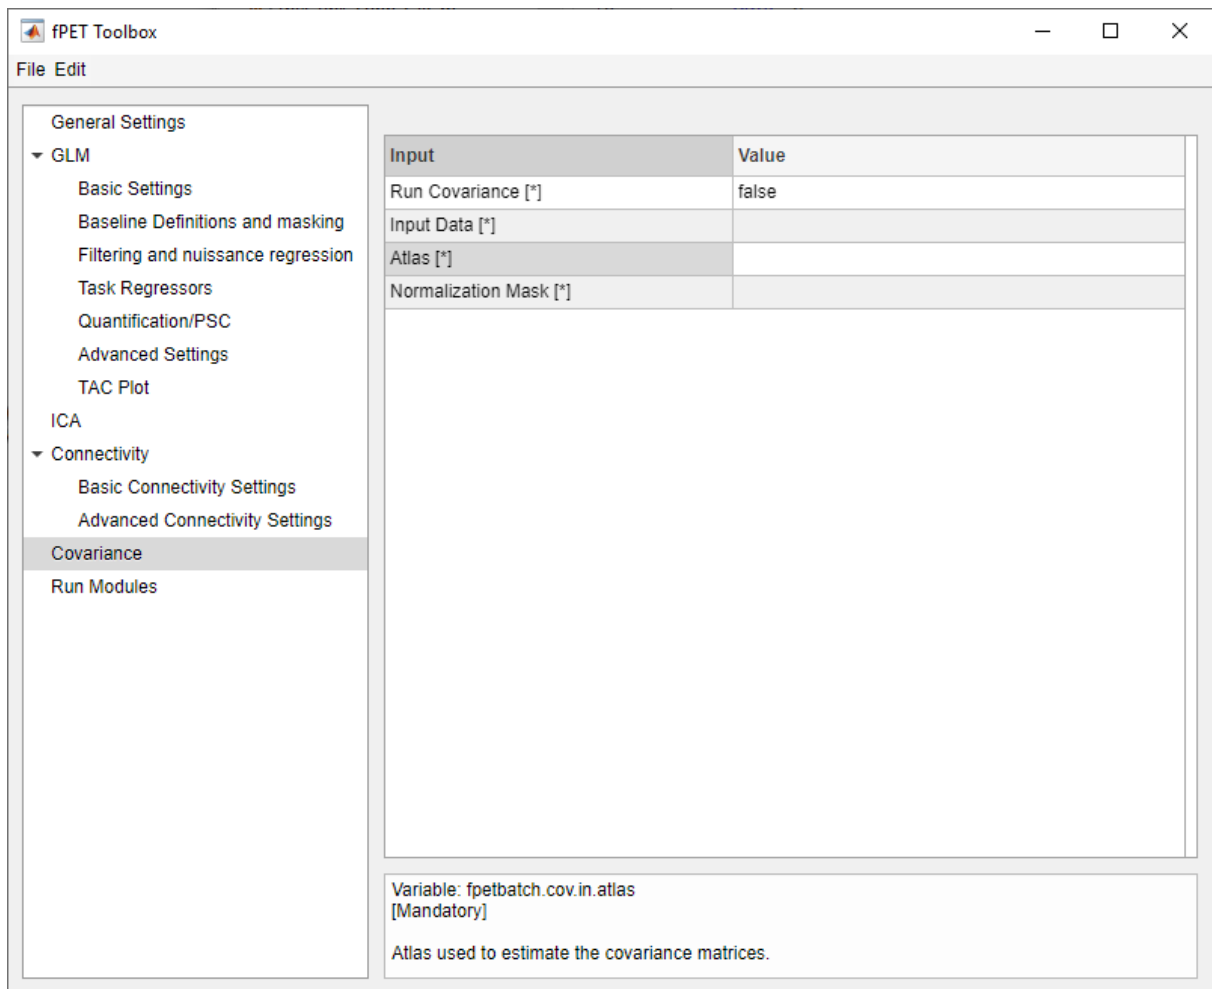 fPET Toolbox
File Edit
General Settings
GLM
Basic Settings
Baseline Definitions and masking
Filtering and nuissance regression
Task Regressors
Quantification/PSC
Advanced Settings
TAC Plot
ICA
Connectivity
Basic Connectivity Settings
Advanced Connectivity Settings
Covariance
Run Modules
Input Value
Run Covariance [*] false
Input Data [*]
Atlas [*]
Normalization Mask [*]
Variable: fpetbatch.cov.in.atlas
[Mandatory]
Atlas used to estimate the covariance matrices.